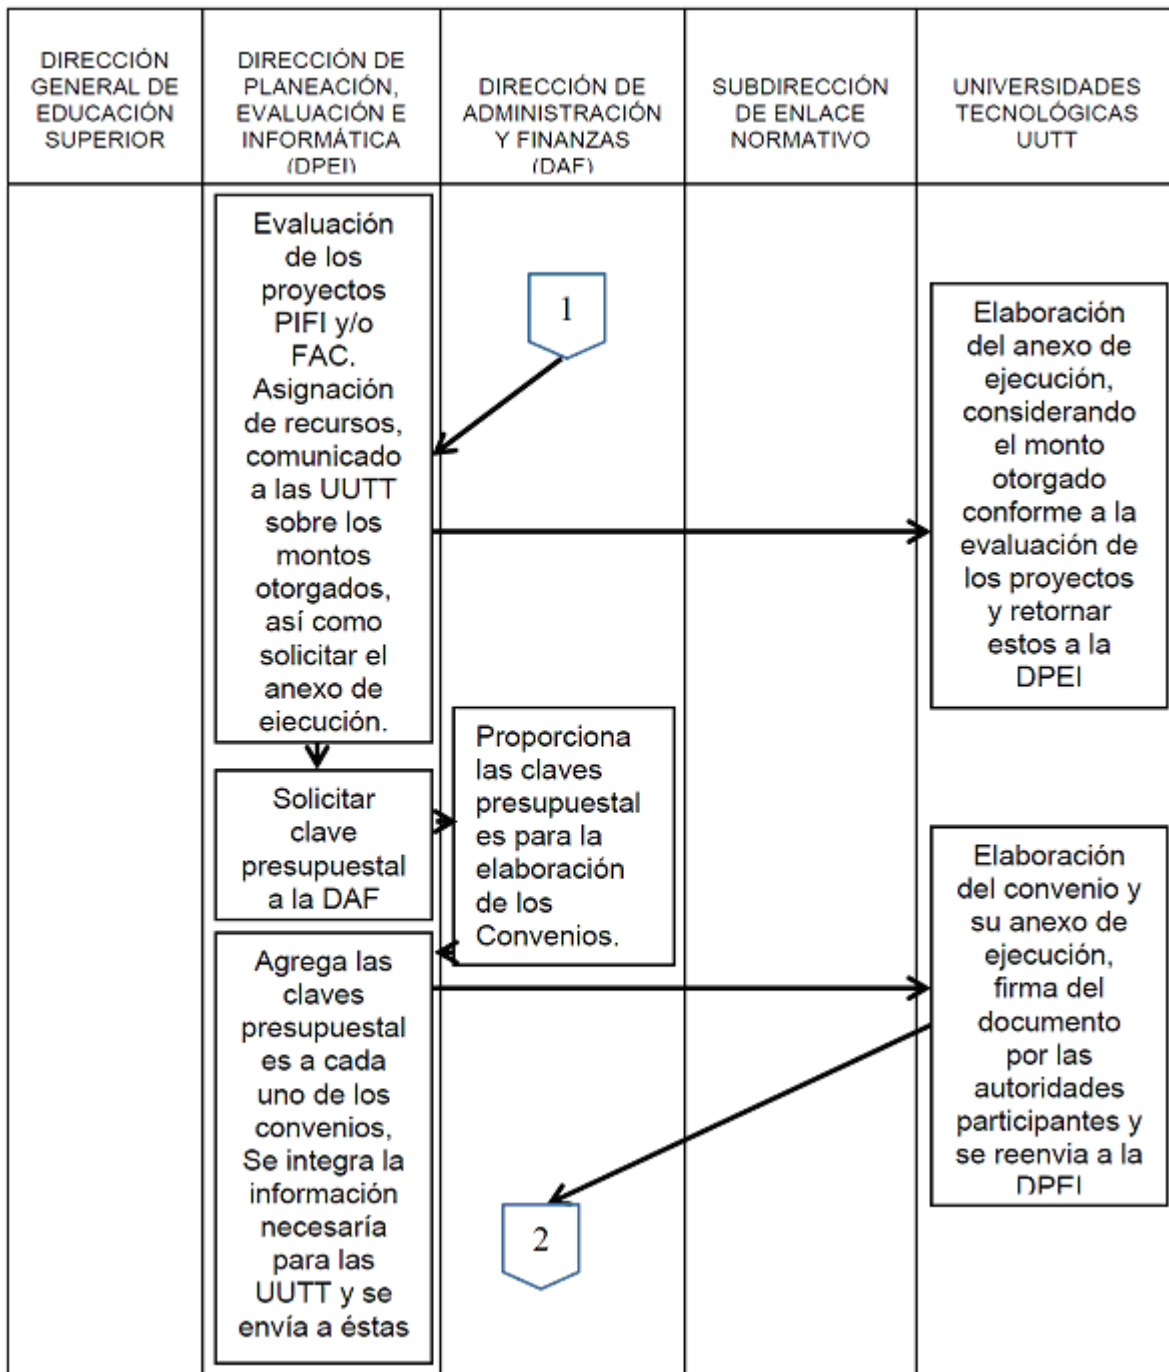 DIRECCIÓN
GENERAL DE
EDUCACIÓN
SUPERIOR
DIRECCIÓN DE
PLANEACIÓN,
EVALUACIÓN E
INFORMÁTICA
(DPEI)
DIRECCIÓN DE
ADMINISTRACIÓN
Y FINANZAS
(DAF)
SUBDIRECCIÓN
DE ENLACE
NORMATIVO
UNIVERSIDADES
TECNOLÓGICAS
UUTT
Evaluación
de los
proyectos
PIFI y/o
FAC.
Asignación
de recursos,
comunicado
a las UUTT
sobre los
montos
otorgados,
así como
solicitar el
anexo de
ejecución.
1
Elaboración
del anexo de
ejecución,
considerando
el monto
otorgado
conforme a la
evaluación de
los proyectos
y retornar
estos a la
DPEI
Solicitar
clave
presupuestal
a la DAF
Proporciona
las claves
presupuestal
es para la
elaboración
de los
Convenios.
Agrega las
claves
presupuestal
es a cada
uno de los
convenios,
Se integra la
información
necesaría
para las
UUTT y se
envía a éstas
Elaboración
del convenio y
su anexo de
ejecución,
firma del
documento
por las
autoridades
participantes y
se reenvia a la
DPEI
2